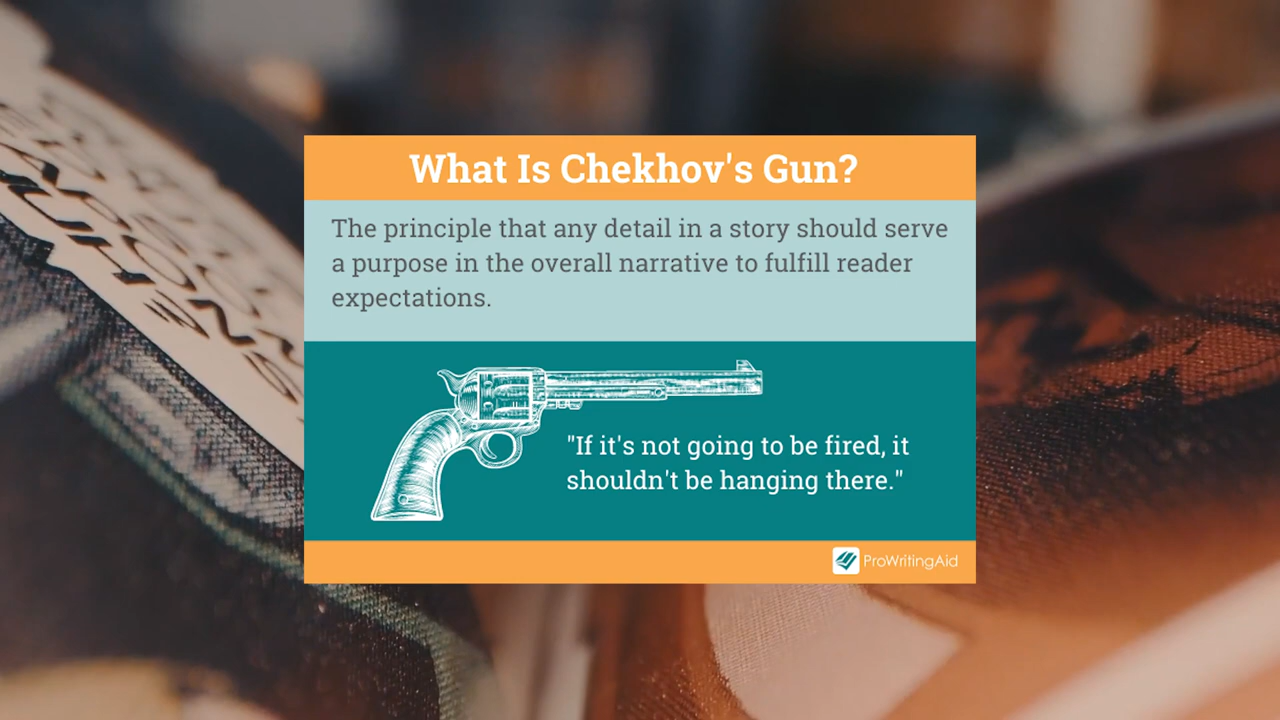 What Is Chekhov's Gun?
The principle that any detail in a story should serve
a purpose in the overall narrative to fulfill reader
expectations.
"If it's not going to be fired, it
shouldn't be hanging there."
ProWritingAid